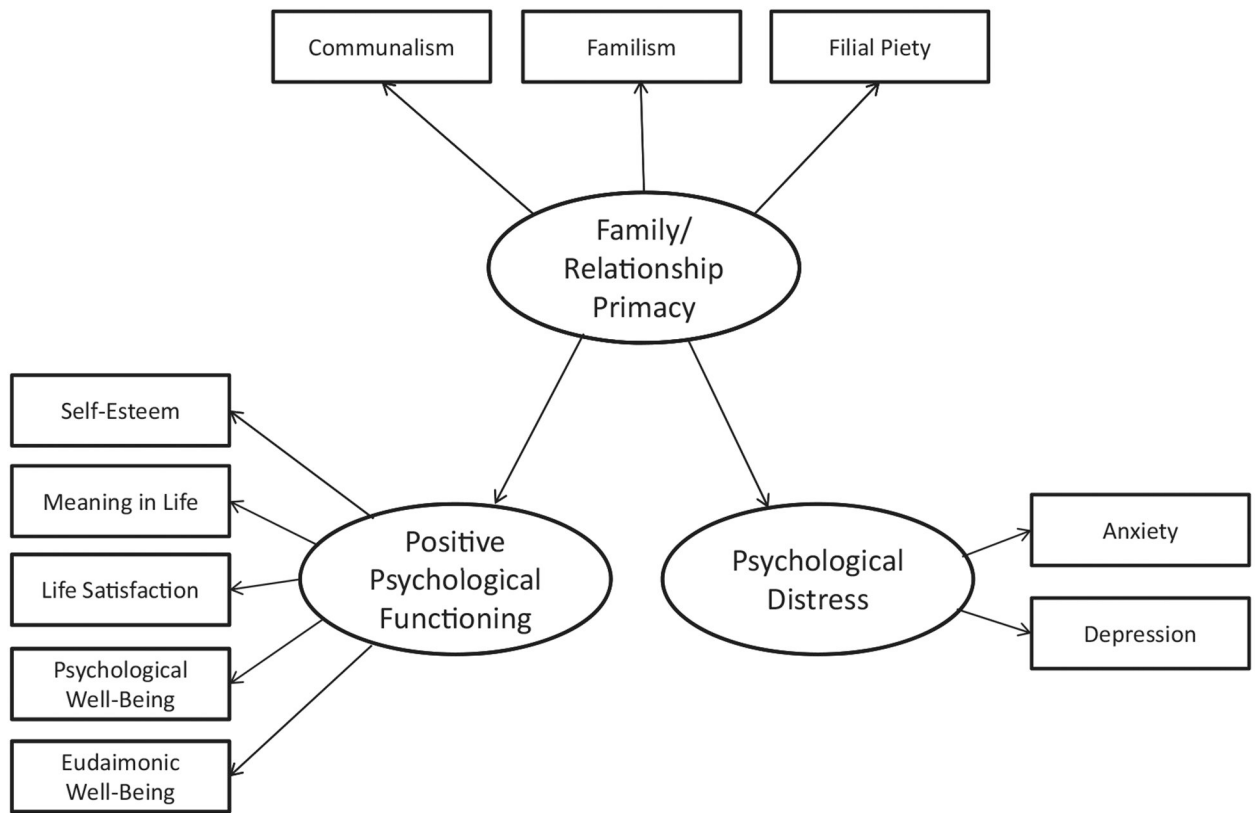 Communalism
Familism
Filial Piety
Family/
Relationship
Primacy
Self-Esteem
Meaning in Life
Life Satisfaction
Psychological
Well-Being
Eudaimonic
Well-Being
Positive
Psychological
Functioning
Psychological
Distress
Anxiety
Depression